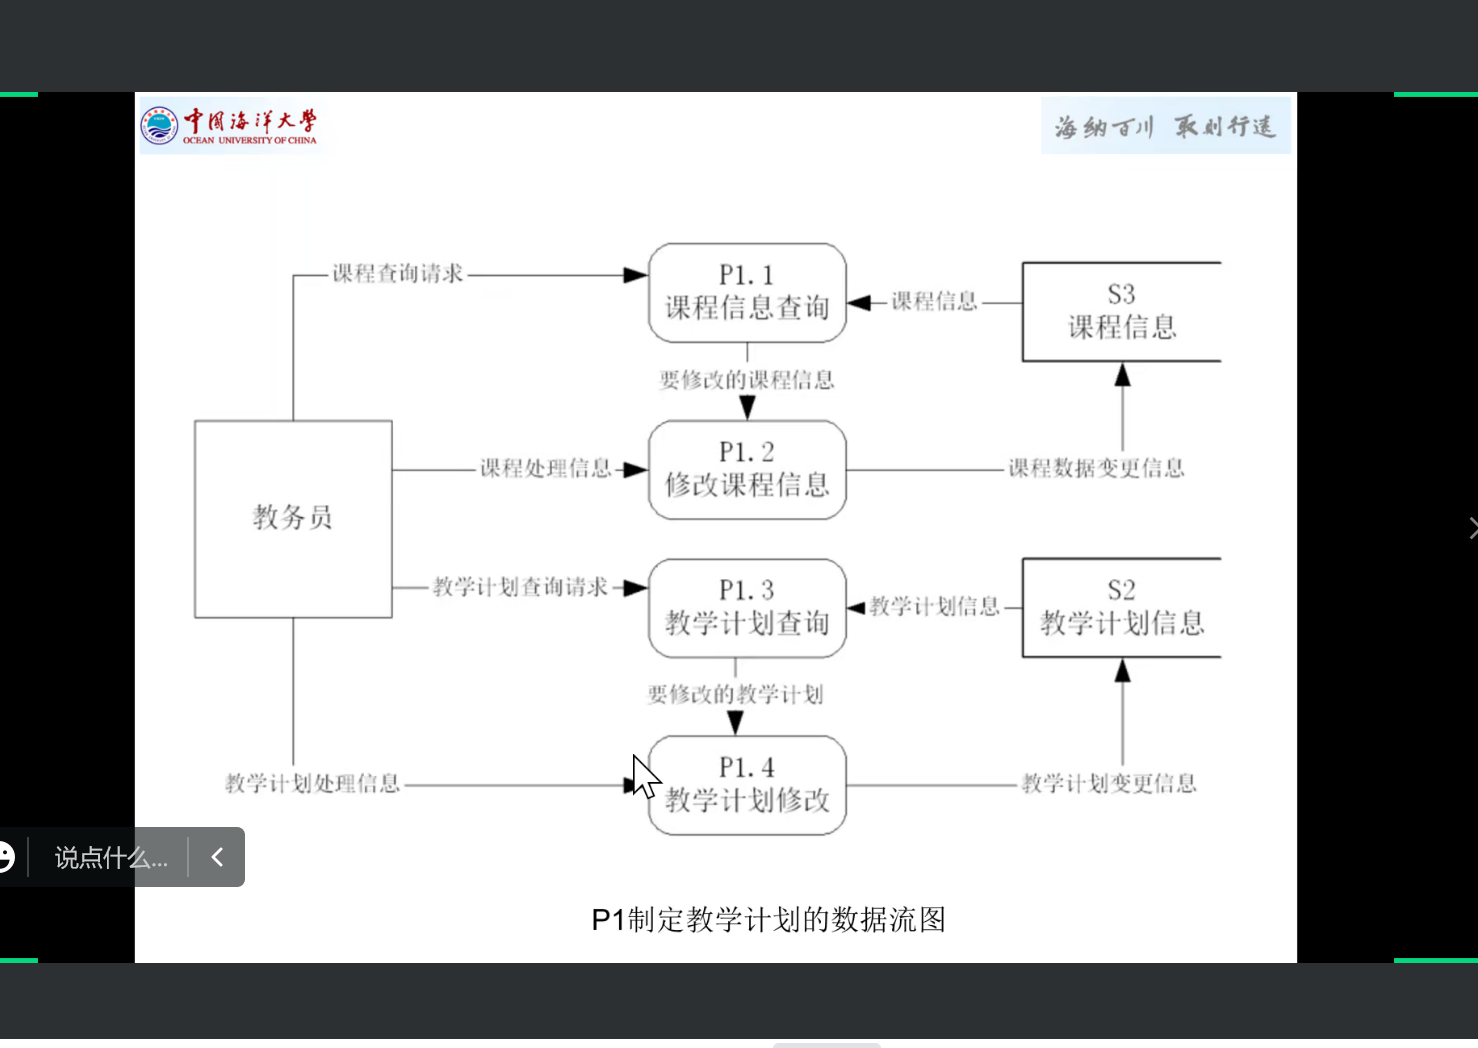 中国海洋大學
OCEAN UNIVERSITY OF CHINA
海纳百川 取则行远
课程查询请求
P1.1
课程信息查询
课程信息
S3
课程信息
要修改的课程信息
课程处理信息
P1.2
修改课程信息
课程数据变更信息
教务员
教学计划查询请求
P1.3
教学计划查询
教学计划信息
S2
教学计划信息
要修改的教学计划
教学计划处理信息
P1.4
教学计划修改
教学计划变更信息
说点什么...
P1制定教学计划的数据流图